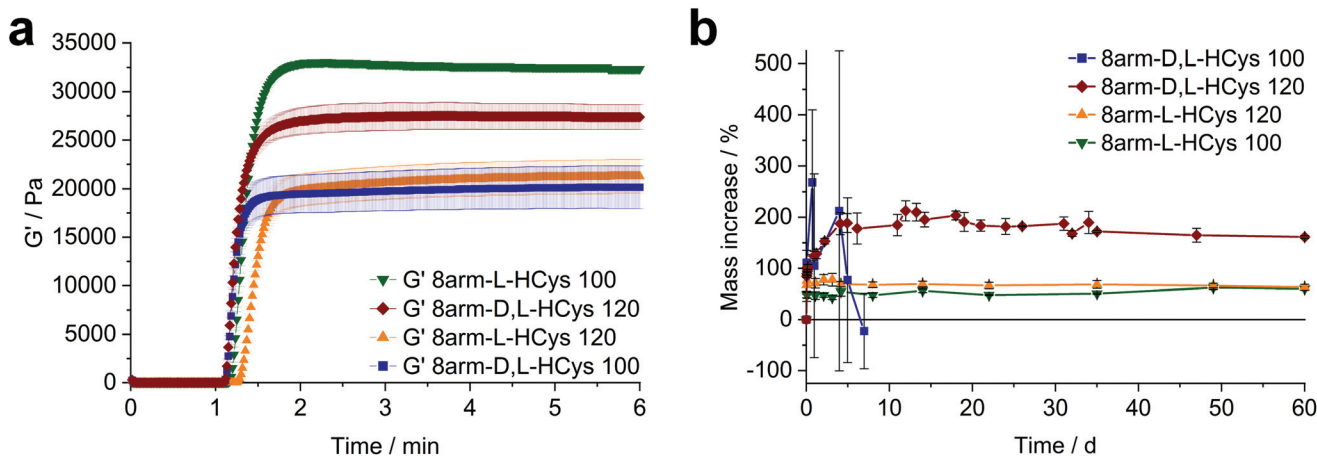 a
35000
30000
25000
20000
15000
10000
5000
0
G' / Pa
0 1 2 3 4 5 6
Time / min
G' 8arm-L-HCys 100
G' 8arm-D,L-HCys 120
G' 8arm-L-HCys 120
G' 8arm-D,L-HCys 100
b
500
400
300
200
100
0
-100
Mass increase / %
0 10 20 30 40 50 60
Time / d
8arm-D,L-HCys 100
8arm-D,L-HCys 120
8arm-L-HCys 120
8arm-L-HCys 100